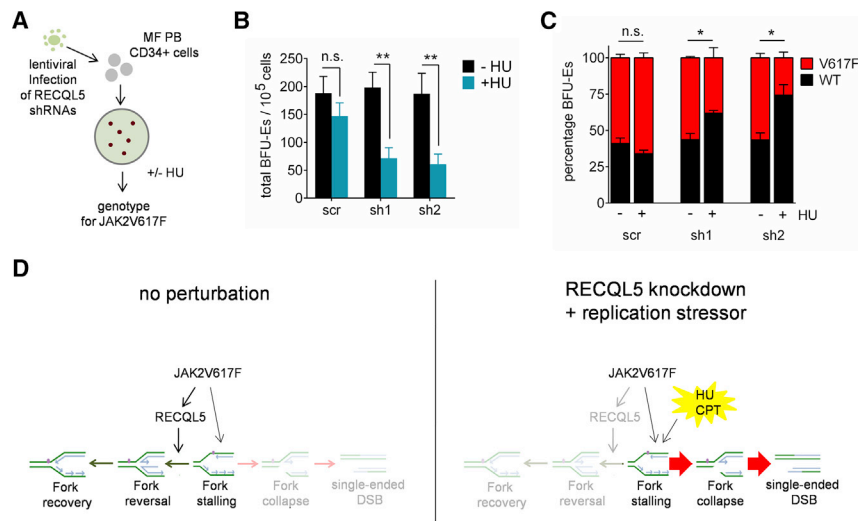 A
MF PB
CD34+ cells
lentiviral
Infection
of RECQL5
shRNAs
+/- HU
genotype
for JAK2V617F
B
n.s.
**
**
- HU
+HU
total BFU-Es / 10⁵ cells
250
200
150
100
50
0
scr
sh1
sh2
C
n.s.
*
*
V617F
WT
percentage BFU-Es
100
75
50
25
0
- + - + - + HU
scr
sh1
sh2
D
no perturbation
JAK2V617F
RECQL5
Fork
recovery
Fork
reversal
Fork
stalling
Fork
collapse
single-ended
DSB
RECQL5 knockdown
+ replication stressor
JAK2V617F
HU
CPT
RECQL5
Fork
recovery
Fork
reversal
Fork
stalling
Fork
collapse
single-ended
DSB